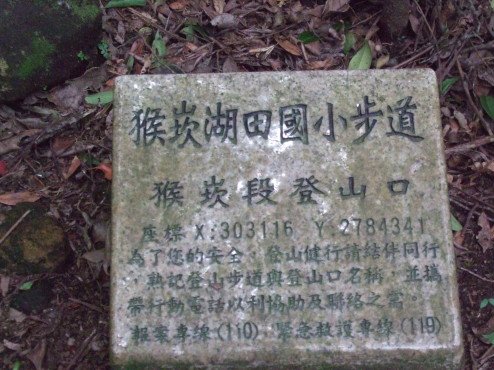 猴崁湖田國小步道
猴崁段登山口
座標 X:303116 Y:2784341
為了您的安全，登山健行請結伴同行
，熟記登山步道與登山口名稱，並攜
帶行動電話以利協助及聯絡之需。
報案專線(110) 緊急救護專線(119)